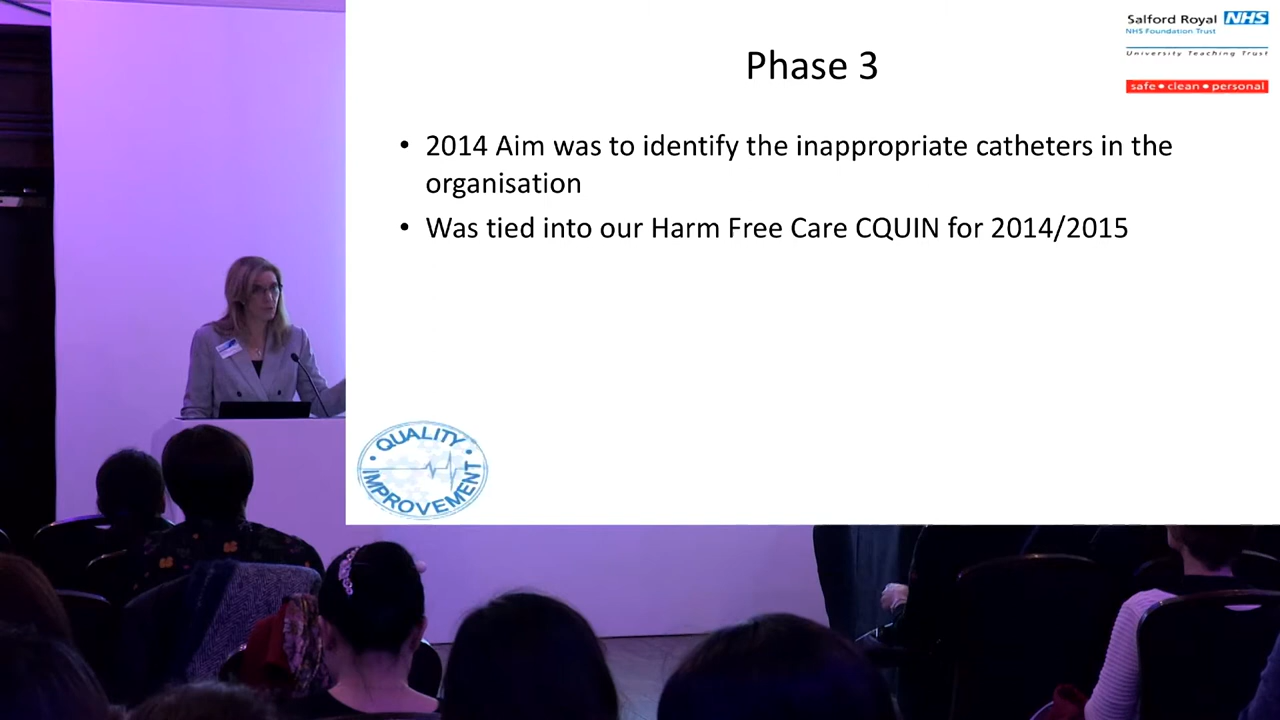 Salford Royal NHS
NHS Foundation Trust
University Teaching Trust
safe • clean • personal
Phase 3
• 2014 Aim was to identify the inappropriate catheters in the
organisation
• Was tied into our Harm Free Care CQUIN for 2014/2015
QUALITY
IMPROVEMENT